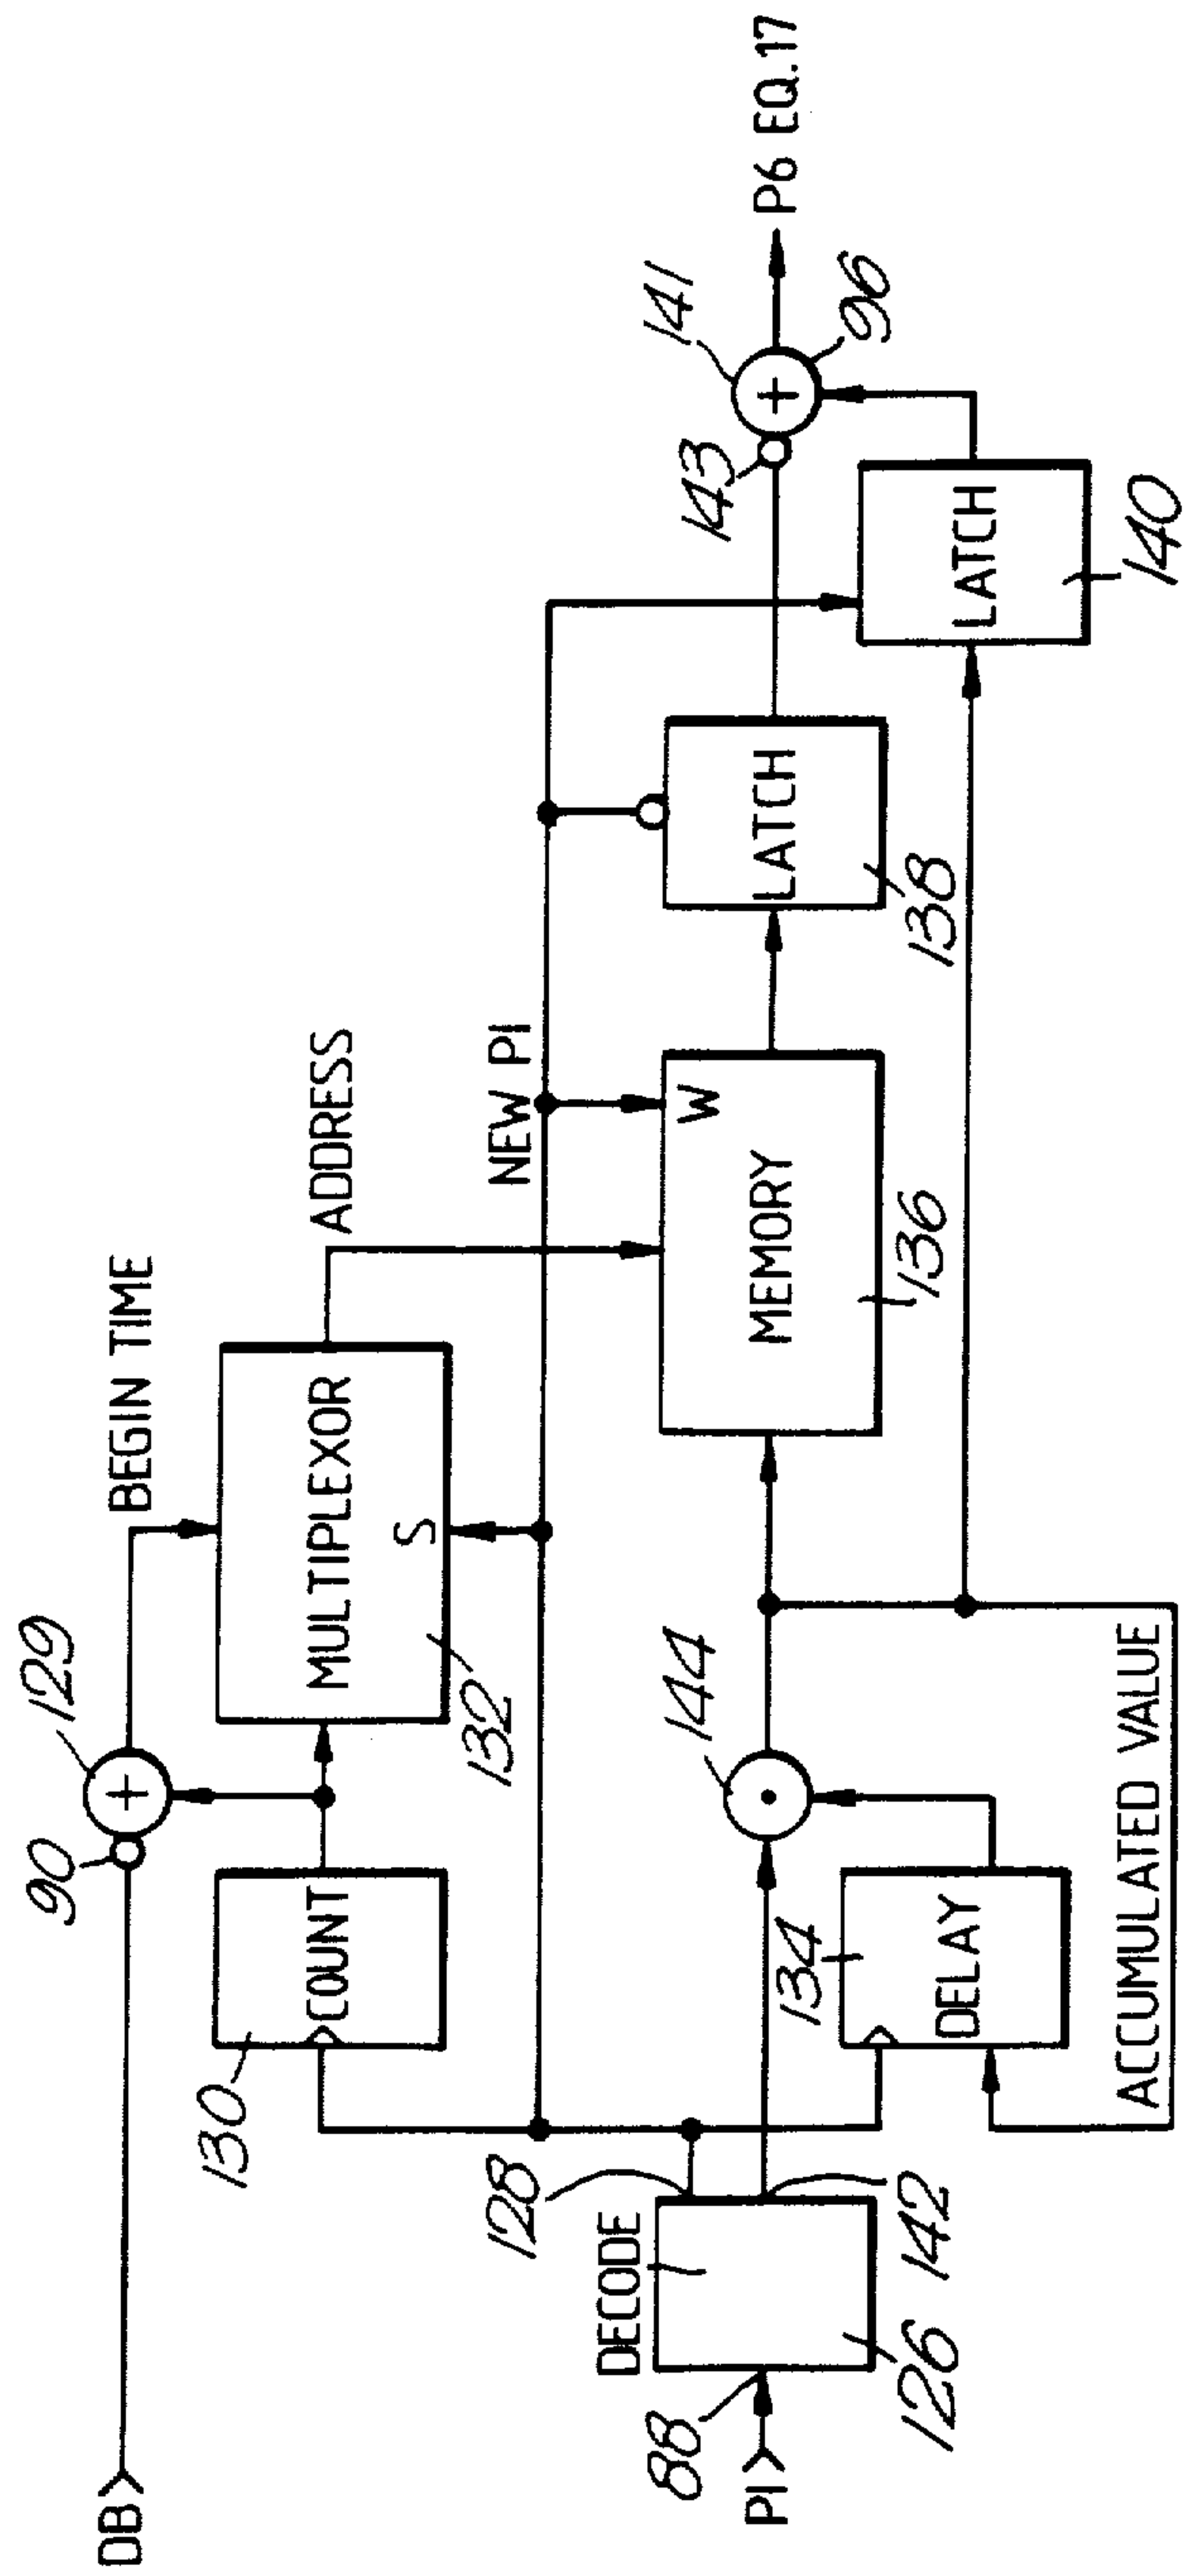 DB
90
129
BEGIN TIME
130
COUNT
MULTIPLEXOR
S
132
ADDRESS
NEW PI
128
DECODE
88
PI
126
142
144
134
DELAY
ACCUMULATED VALUE
MEMORY
W
136
LATCH
138
143
141
96
P6 EQ.17
LATCH
140